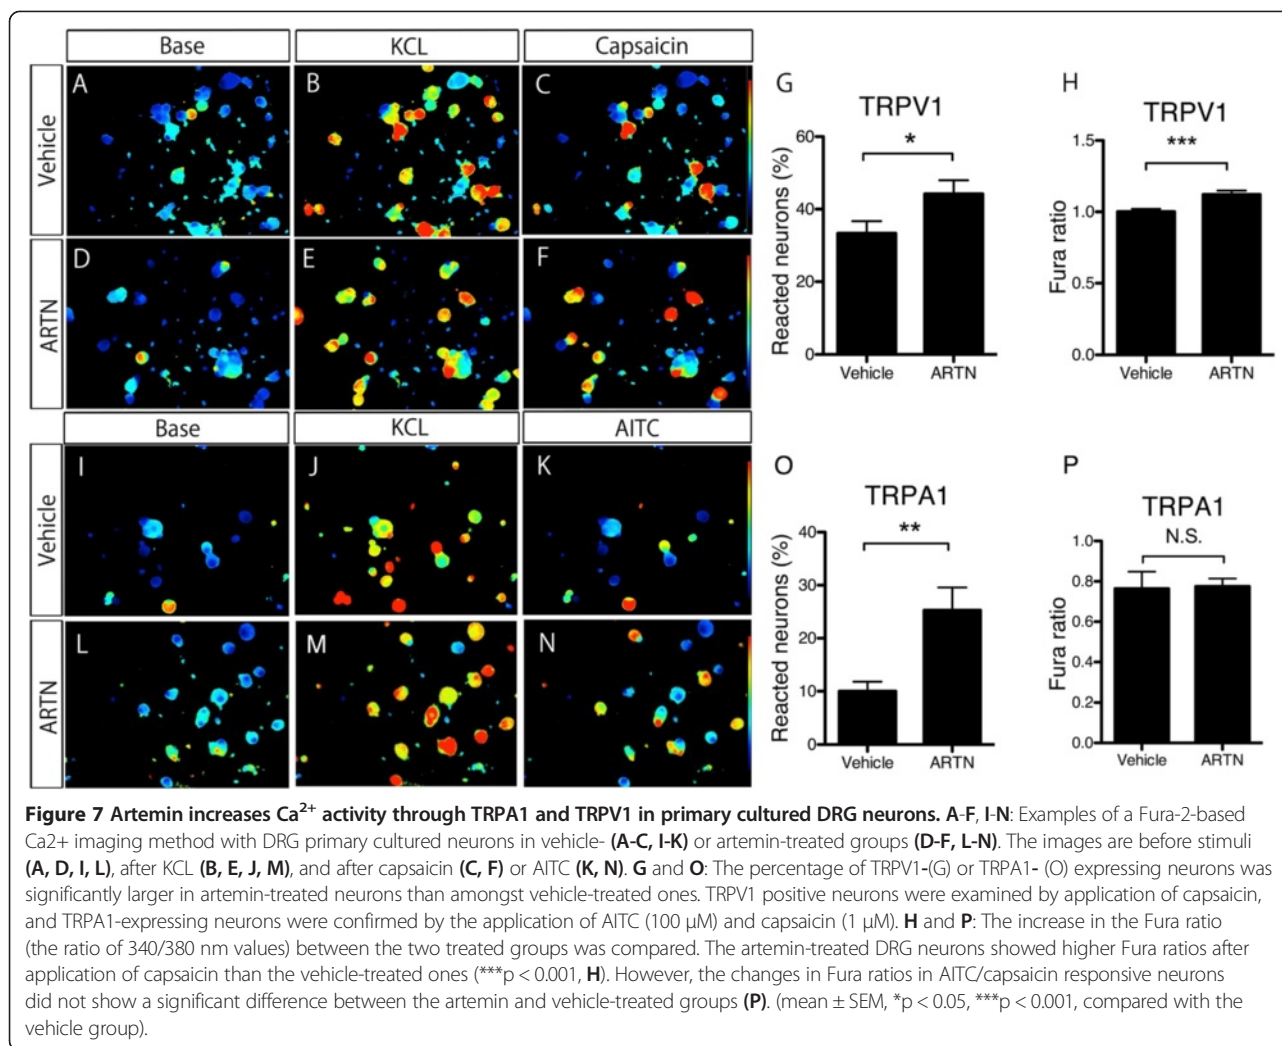 Base KCL Capsaicin
Vehicle
A B C
ARTN
D E F
G
TRPV1
Reacted neurons (%)
60
40
20
0
*
Vehicle ARTN
H
TRPV1
Fura ratio
1.5
1.0
0.5
0.0
***
Vehicle ARTN
Base KCL AITC
Vehicle
I J K
ARTN
L M N
O
TRPA1
Reacted neurons (%)
40
30
20
10
0
**
Vehicle ARTN
P
TRPA1
N.S.
Fura ratio
1.0
0.8
0.6
0.4
0.2
0.0
Vehicle ARTN
Figure 7 Artemin increases Ca2+ activity through TRPA1 and TRPV1 in primary cultured DRG neurons. A-F, I-N: Examples of a Fura-2-based
Ca2+ imaging method with DRG primary cultured neurons in vehicle- (A-C, I-K) or artemin-treated groups (D-F, L-N). The images are before stimuli
(A, D, I, L), after KCL (B, E, J, M), and after capsaicin (C, F) or AITC (K, N). G and O: The percentage of TRPV1-(G) or TRPA1- (O) expressing neurons was
significantly larger in artemin-treated neurons than amongst vehicle-treated ones. TRPV1 positive neurons were examined by application of capsaicin,
and TRPA1-expressing neurons were confirmed by the application of AITC (100 μM) and capsaicin (1 μM). H and P: The increase in the Fura ratio
(the ratio of 340/380 nm values) between the two treated groups was compared. The artemin-treated DRG neurons showed higher Fura ratios after
application of capsaicin than the vehicle-treated ones (***p < 0.001, H). However, the changes in Fura ratios in AITC/capsaicin responsive neurons
did not show a significant difference between the artemin and vehicle-treated groups (P). (mean ± SEM, *p < 0.05, ***p < 0.001, compared with the
vehicle group).